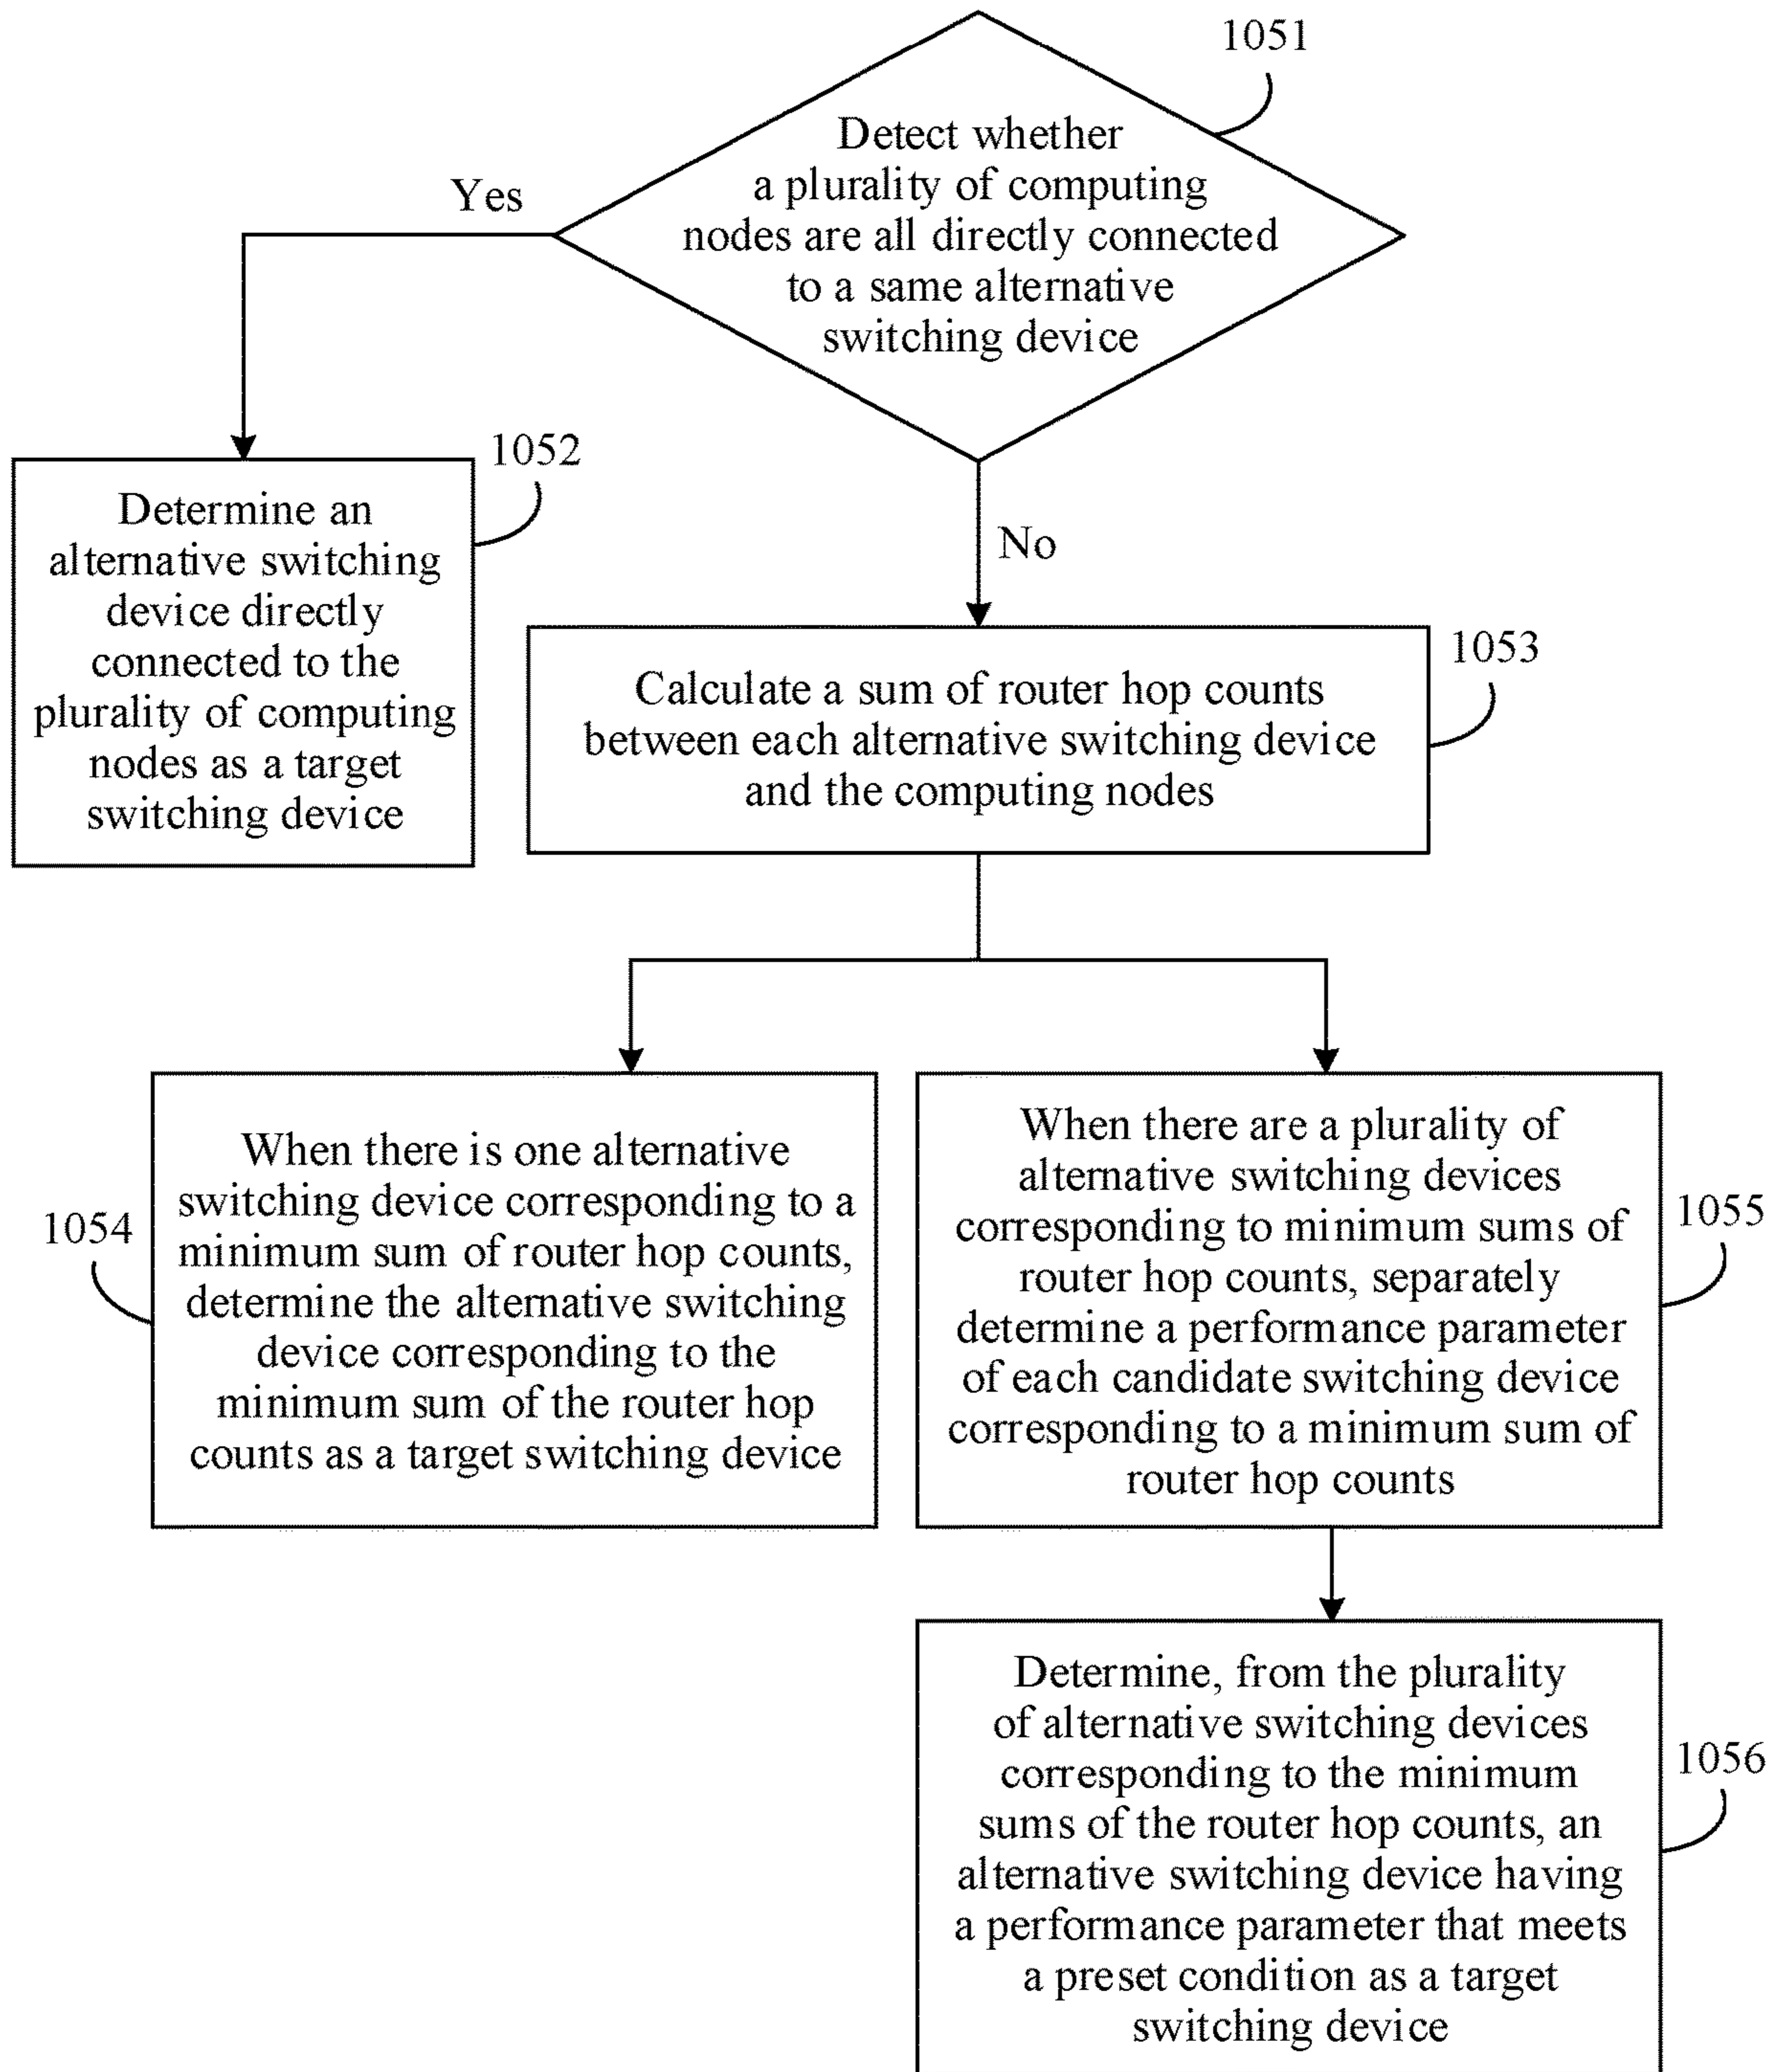 1051
Detect whether
a plurality of computing
nodes are all directly connected
to a same alternative
switching device
Yes
No
1052
Determine an
alternative switching
device directly
connected to the
plurality of computing
nodes as a target
switching device
1053
Calculate a sum of router hop counts
between each alternative switching device
and the computing nodes
1054
When there is one alternative
switching device corresponding to a
minimum sum of router hop counts,
determine the alternative switching
device corresponding to the
minimum sum of the router hop
counts as a target switching device
1055
When there are a plurality of
alternative switching devices
corresponding to minimum sums of
router hop counts, separately
determine a performance parameter
of each candidate switching device
corresponding to a minimum sum of
router hop counts
1056
Determine, from the plurality
of alternative switching devices
corresponding to the minimum
sums of the router hop counts, an
alternative switching device having
a performance parameter that meets
a preset condition as a target
switching device